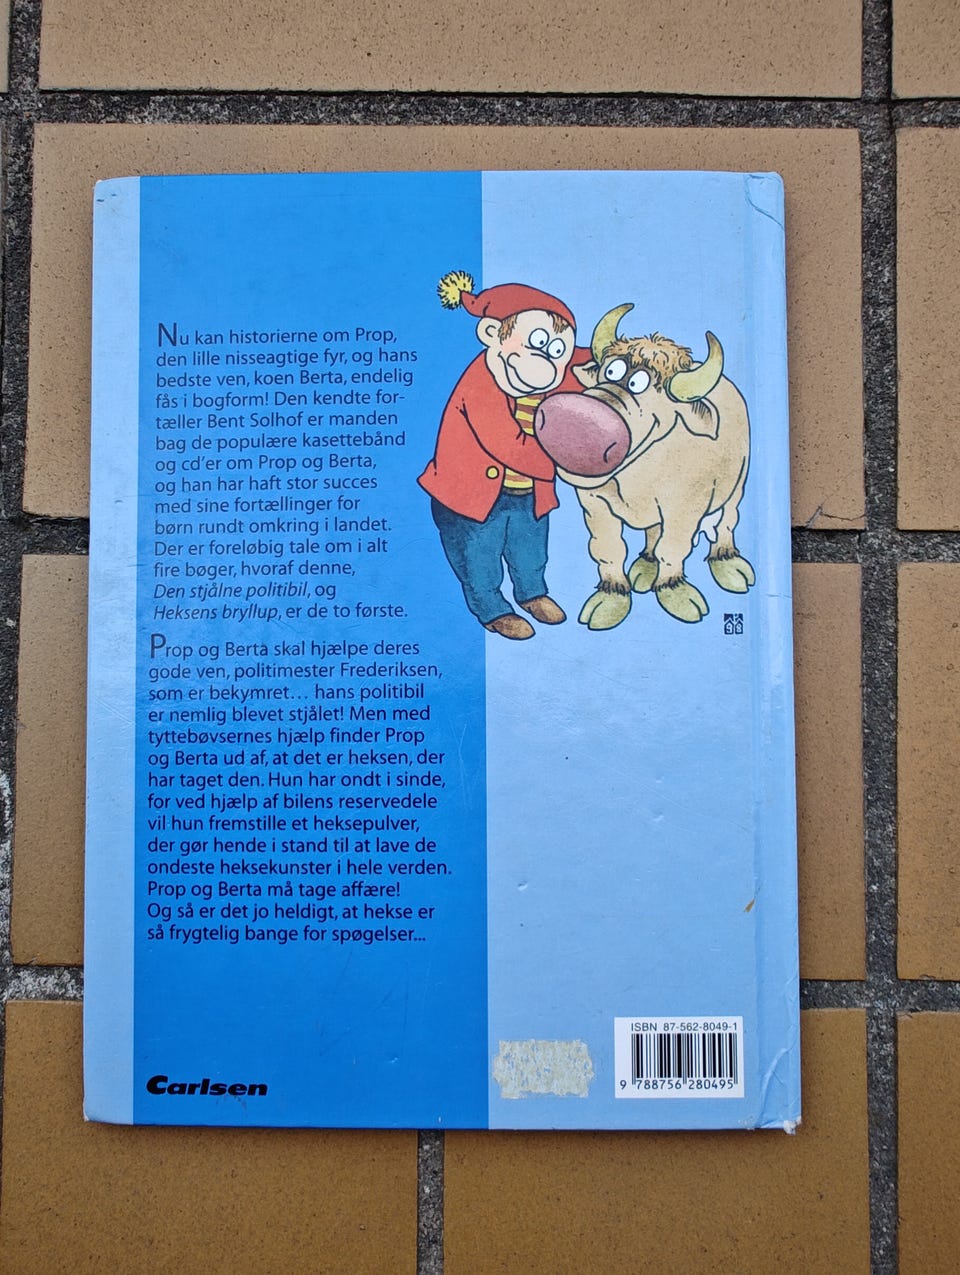 Nu kan historierne om Prop,
den lille nisseagtige fyr, og hans
bedste ven, koen Berta, endelig
fås i bogform! Den kendte for-
tæller Bent Solhof er manden
bag de populære kasettebånd
og cd'er om Prop og Berta,
og han har haft stor succes
med sine fortællinger for
børn rundt omkring i landet.
Der er foreløbig tale om i alt
fire bøger, hvoraf denne,
Den stjålne politibil, og
Heksens bryllup, er de to første.
Prop og Berta skal hjælpe deres
gode ven, politimester Frederiksen,
som er bekymret... hans politibil
er nemlig blevet stjålet! Men med
tyttebøvsernes hjælp finder Prop
og Berta ud af, at det er heksen, der
har taget den. Hun har ondt i sinde,
for ved hjælp af bilens reservedele
vil hun fremstille et heksepulver,
der gør hende i stand til at lave de
ondeste heksekunster i hele verden.
Prop og Berta må tage affære!
Og så er det jo heldigt, at hekse er
så frygtelig bange for spøgelser...
Carlsen
ISBN 87-562-8049-1
9 788756 280495